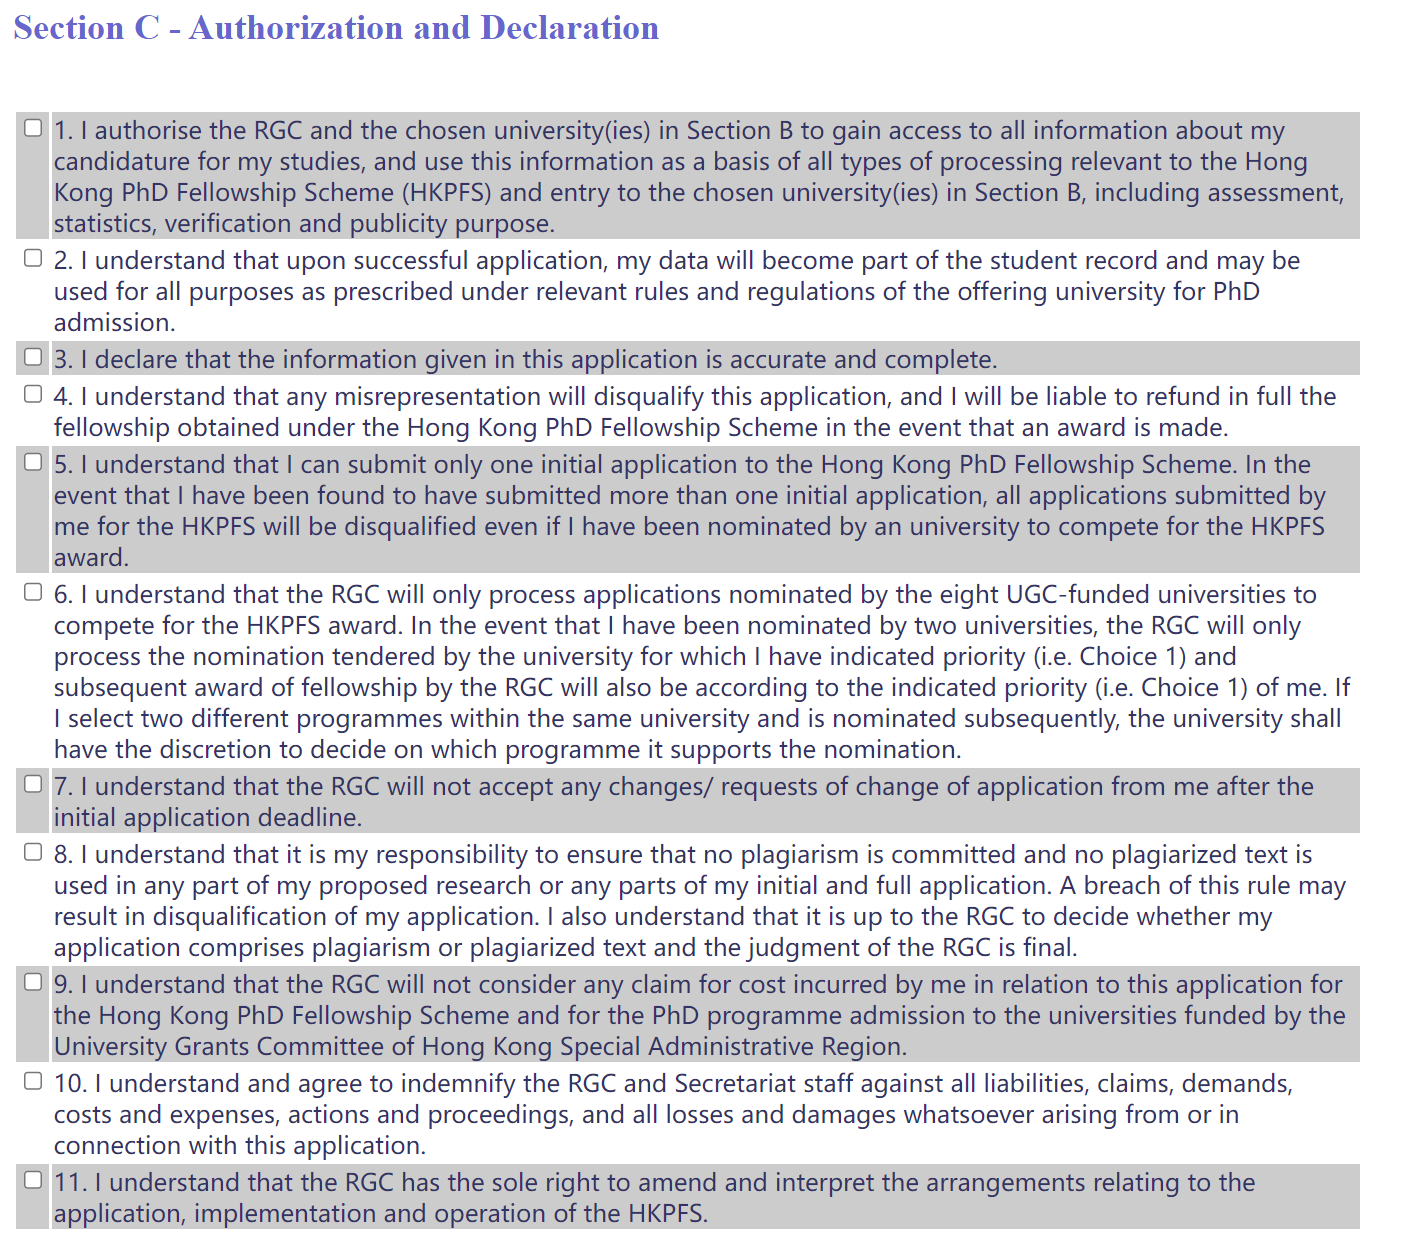 Section C - Authorization and Declaration
1. I authorise the RGC and the chosen university(ies) in Section B to gain access to all information about my
candidature for my studies, and use this information as a basis of all types of processing relevant to the Hong
Kong PhD Fellowship Scheme (HKPFS) and entry to the chosen university(ies) in Section B, including assessment,
statistics, verification and publicity purpose.
2. I understand that upon successful application, my data will become part of the student record and may be
used for all purposes as prescribed under relevant rules and regulations of the offering university for PhD
admission.
3. I declare that the information given in this application is accurate and complete.
4. I understand that any misrepresentation will disqualify this application, and I will be liable to refund in full the
fellowship obtained under the Hong Kong PhD Fellowship Scheme in the event that an award is made.
5. I understand that I can submit only one initial application to the Hong Kong PhD Fellowship Scheme. In the
event that I have been found to have submitted more than one initial application, all applications submitted by
me for the HKPFS will be disqualified even if I have been nominated by an university to compete for the HKPFS
award.
6. I understand that the RGC will only process applications nominated by the eight UGC-funded universities to
compete for the HKPFS award. In the event that I have been nominated by two universities, the RGC will only
process the nomination tendered by the university for which I have indicated priority (i.e. Choice 1) and
subsequent award of fellowship by the RGC will also be according to the indicated priority (i.e. Choice 1) of me. If
I select two different programmes within the same university and is nominated subsequently, the university shall
have the discretion to decide on which programme it supports the nomination.
7. I understand that the RGC will not accept any changes/ requests of change of application from me after the
initial application deadline.
8. I understand that it is my responsibility to ensure that no plagiarism is committed and no plagiarized text is
used in any part of my proposed research or any parts of my initial and full application. A breach of this rule may
result in disqualification of my application. I also understand that it is up to the RGC to decide whether my
application comprises plagiarism or plagiarized text and the judgment of the RGC is final.
9. I understand that the RGC will not consider any claim for cost incurred by me in relation to this application for
the Hong Kong PhD Fellowship Scheme and for the PhD programme admission to the universities funded by the
University Grants Committee of Hong Kong Special Administrative Region.
10. I understand and agree to indemnify the RGC and Secretariat staff against all liabilities, claims, demands,
costs and expenses, actions and proceedings, and all losses and damages whatsoever arising from or in
connection with this application.
11. I understand that the RGC has the sole right to amend and interpret the arrangements relating to the
application, implementation and operation of the HKPFS.